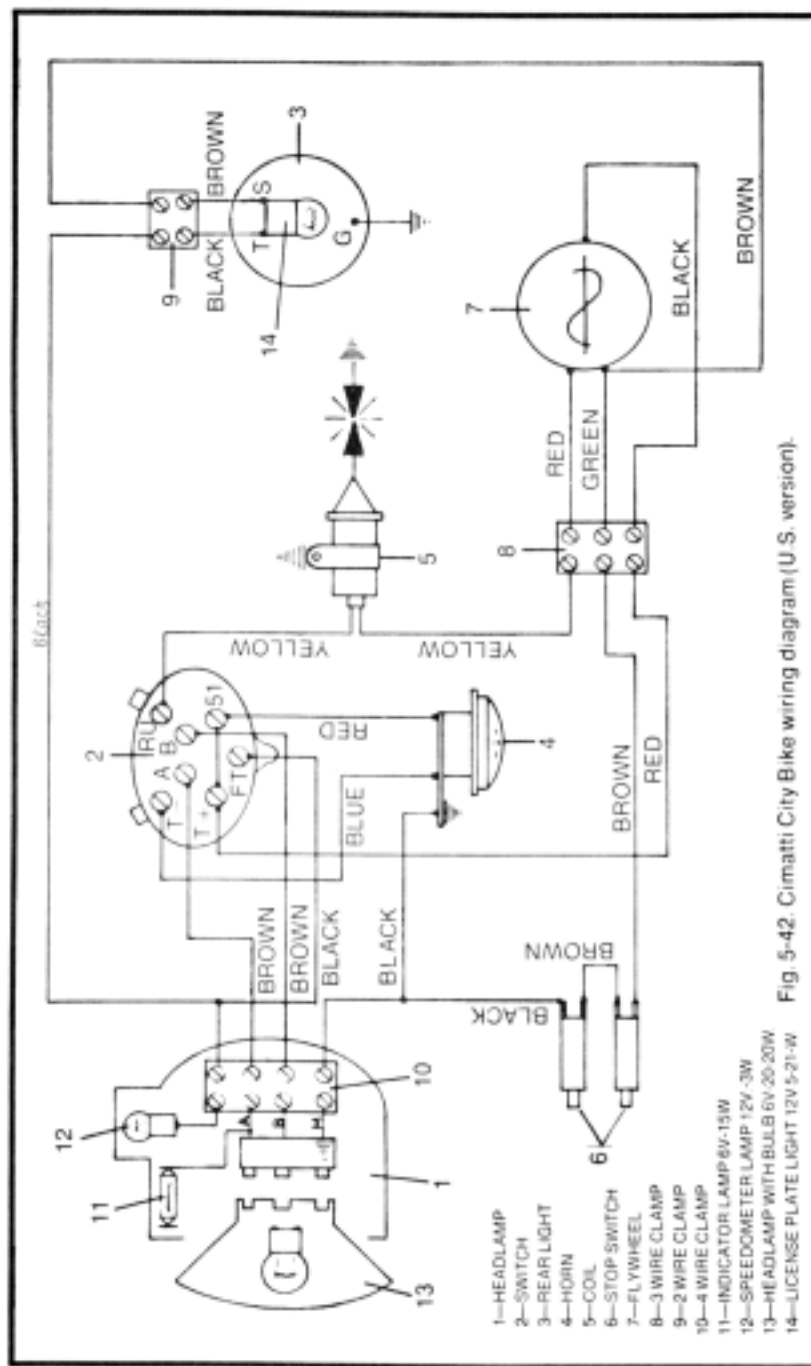 1—HEADLAMP
2—SWITCH
3—REAR LIGHT
4—HORN
5—COIL
6—STOP SWITCH
7—FLYWHEEL
8—3 WIRE CLAMP
9—2 WIRE CLAMP
10—4 WIRE CLAMP
11—INDICATOR LAMP 6V-15W
12—SPEEDOMETER LAMP 12V -3W
13—HEADLAMP WITH BULB 6V-20-20W
14—LICENSE PLATE LIGHT 12V 5-21-W
Fig. 5-42. Cimatti City Bike wiring diagram (U.S. version).
Black
12
11
1
13
10
A
B
H
BROWN
BROWN
BLACK
BLACK
BLACK
BROWN
6
2
T -
A
B
RU
T +
FT
51
BLUE
RED
4
YELLOW
YELLOW
5
BROWN
RED
8
RED
GREEN
7
BLACK
BROWN
9
BLACK
BROWN
14
T
S
G
3